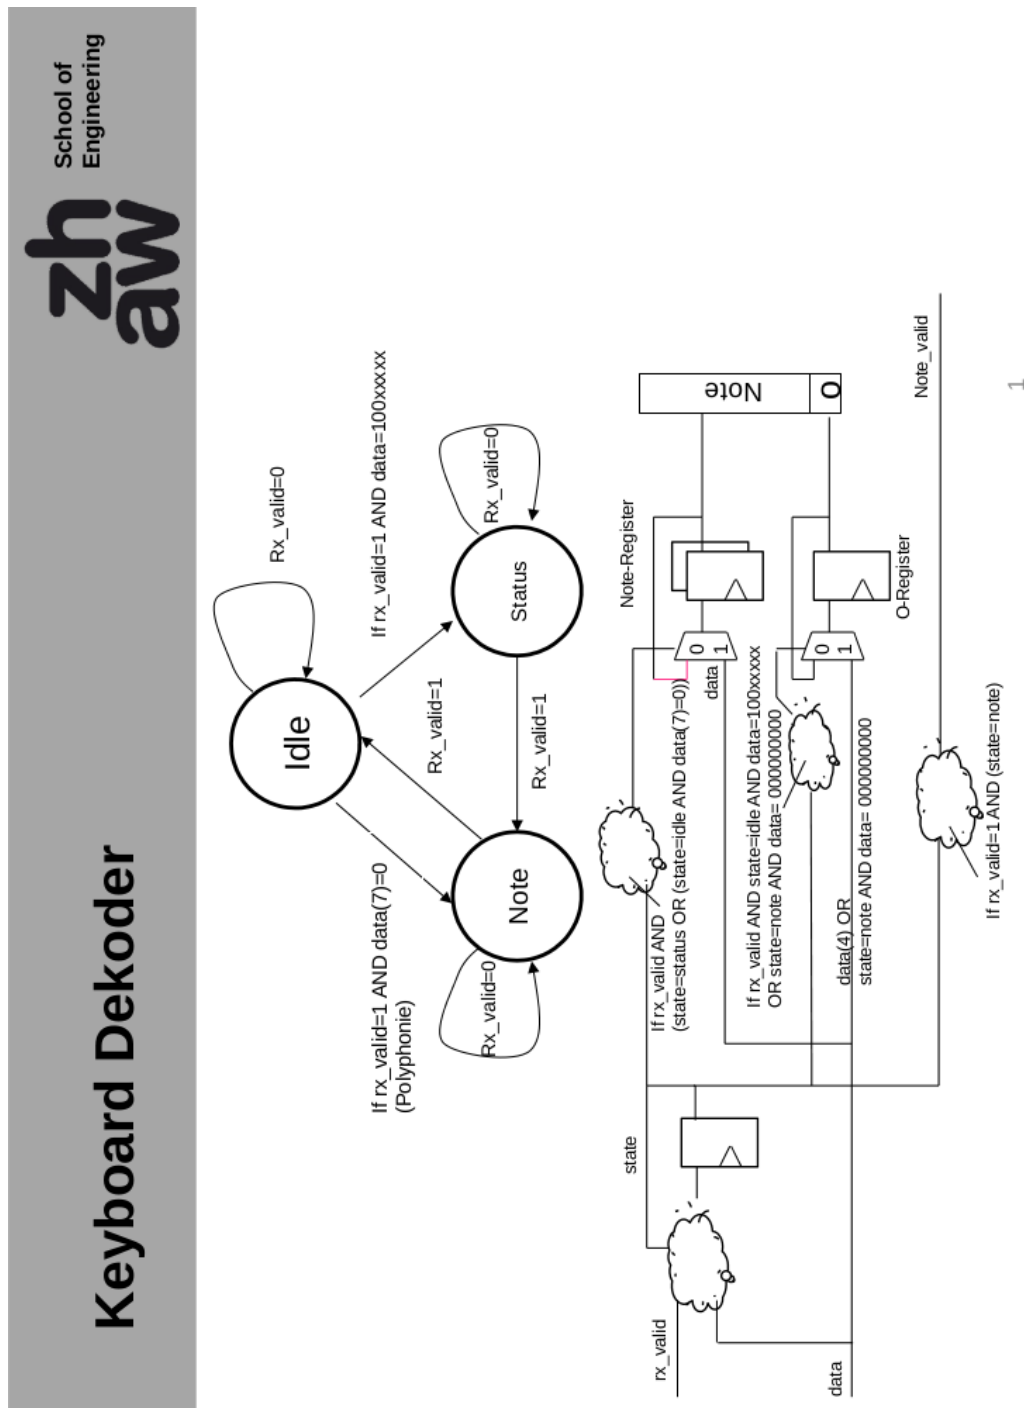 Keyboard Dekoder
zh
aw
School of
Engineering
Rx_valid=0
Idle
If rx_valid=1 AND data(7)=0
(Polyphonie)
Rx_valid=1
If rx_valid=1 AND data=100xxxxx
Rx_valid=0
Note
Rx_valid=1
Status
Rx_valid=0
rx_valid
data
state
If rx_valid AND
(state=status OR (state=idle AND data(7)=0))
data
0
1
Note-Register
Note
O
If rx_valid AND state=idle AND data=100xxxxx
OR state=note AND data= 000000000
0
1
data(4) OR
state=note AND data= 000000000
O-Register
If rx_valid=1 AND (state=note)
Note_valid
1